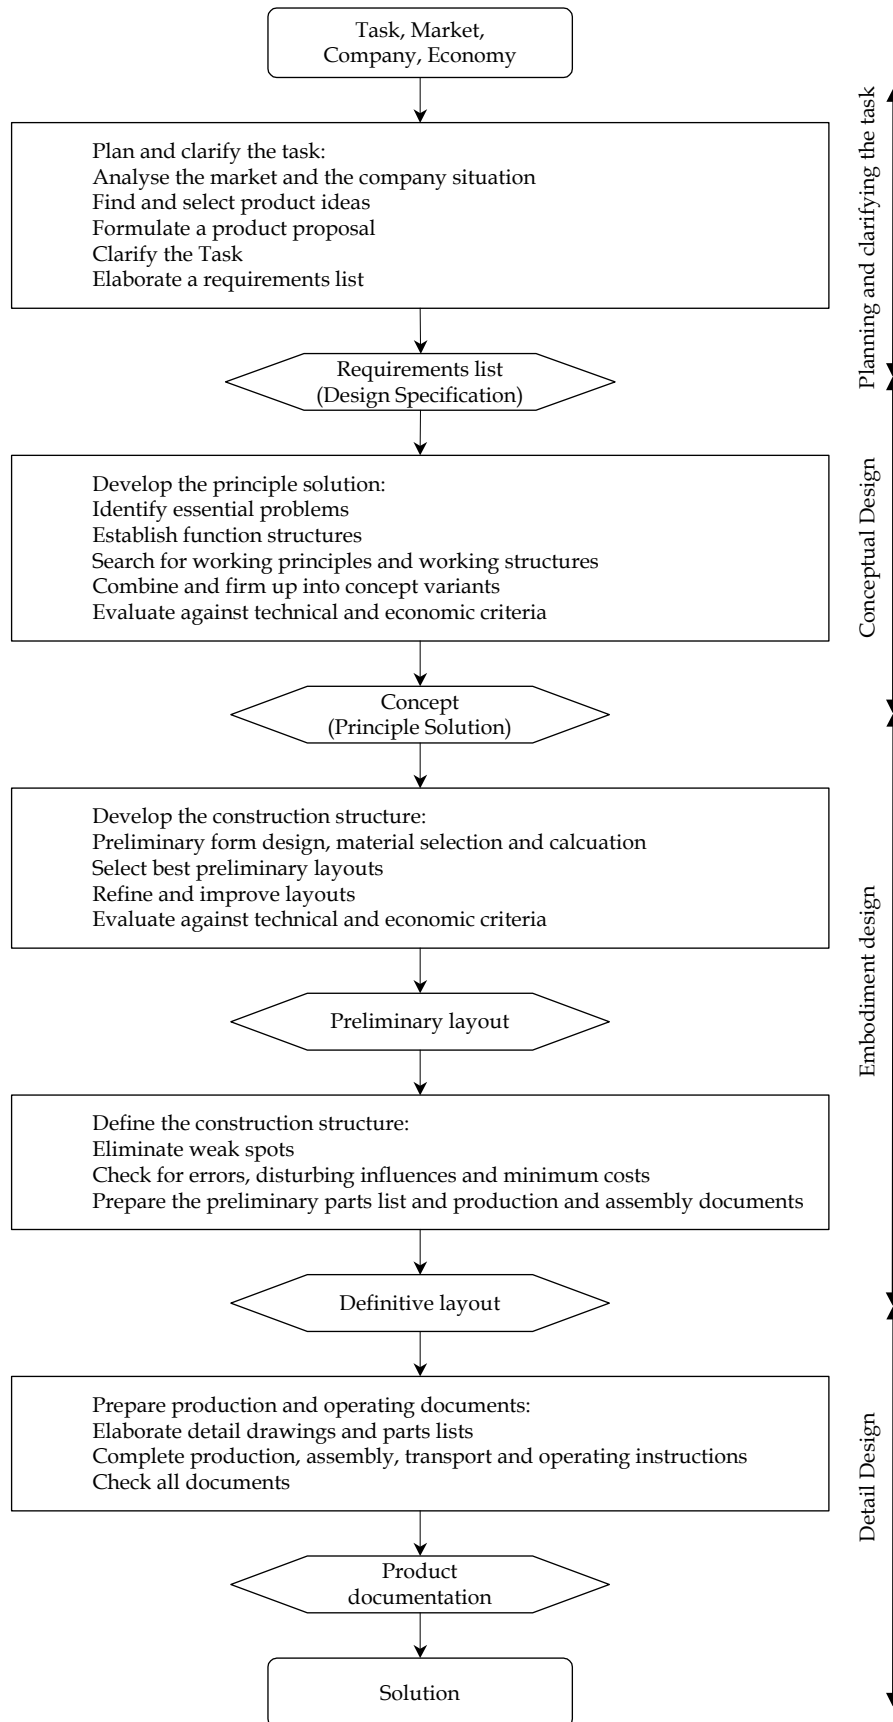 Task, Market,
Company, Economy
Plan and clarify the task:
Analyse the market and the company situation
Find and select product ideas
Formulate a product proposal
Clarify the Task
Elaborate a requirements list
Planning and clarifying the task
Requirements list
(Design Specification)
Develop the principle solution:
Identify essential problems
Establish function structures
Search for working principles and working structures
Combine and firm up into concept variants
Evaluate against technical and economic criteria
Conceptual Design
Concept
(Principle Solution)
Develop the construction structure:
Preliminary form design, material selection and calcuation
Select best preliminary layouts
Refine and improve layouts
Evaluate against technical and economic criteria
Embodiment design
Preliminary layout
Define the construction structure:
Eliminate weak spots
Check for errors, disturbing influences and minimum costs
Prepare the preliminary parts list and production and assembly documents
Definitive layout
Prepare production and operating documents:
Elaborate detail drawings and parts lists
Complete production, assembly, transport and operating instructions
Check all documents
Detail Design
Product
documentation
Solution